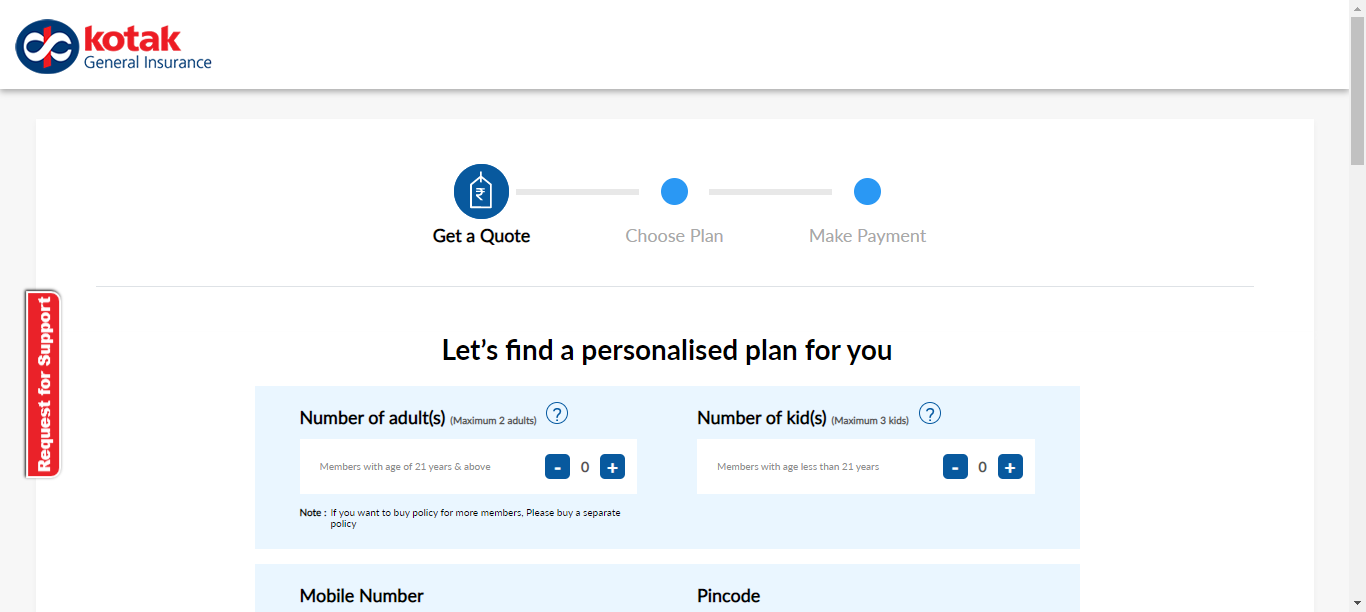 kotak
General Insurance
₹
Get a Quote
Choose Plan
Make Payment
Request for Support
Let's find a personalised plan for you
Number of adult(s) (Maximum 2 adults) ?
Number of kid(s) (Maximum 3 kids) ?
Members with age of 21 years & above - 0 +
Members with age less than 21 years - 0 +
Note : If you want to buy policy for more members, Please buy a separate
policy
Mobile Number
Pincode